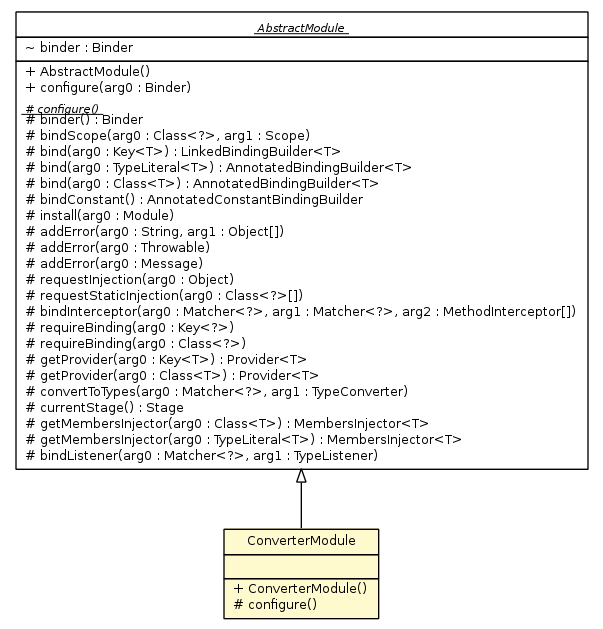 AbstractModule
~ binder : Binder
+ AbstractModule()
+ configure(arg0 : Binder)
# configure()
# binder() : Binder
# bindScope(arg0 : Class<?>, arg1 : Scope)
# bind(arg0 : Key<T>) : LinkedBindingBuilder<T>
# bind(arg0 : TypeLiteral<T>) : AnnotatedBindingBuilder<T>
# bind(arg0 : Class<T>) : AnnotatedBindingBuilder<T>
# bindConstant() : AnnotatedConstantBindingBuilder
# install(arg0 : Module)
# addError(arg0 : String, arg1 : Object[])
# addError(arg0 : Throwable)
# addError(arg0 : Message)
# requestInjection(arg0 : Object)
# requestStaticInjection(arg0 : Class<?>[])
# bindInterceptor(arg0 : Matcher<?>, arg1 : Matcher<?>, arg2 : MethodInterceptor[])
# requireBinding(arg0 : Key<?>)
# requireBinding(arg0 : Class<?>)
# getProvider(arg0 : Key<T>) : Provider<T>
# getProvider(arg0 : Class<T>) : Provider<T>
# convertToTypes(arg0 : Matcher<?>, arg1 : TypeConverter)
# currentStage() : Stage
# getMembersInjector(arg0 : Class<T>) : MembersInjector<T>
# getMembersInjector(arg0 : TypeLiteral<T>) : MembersInjector<T>
# bindListener(arg0 : Matcher<?>, arg1 : TypeListener)
ConverterModule
+ ConverterModule()
# configure()